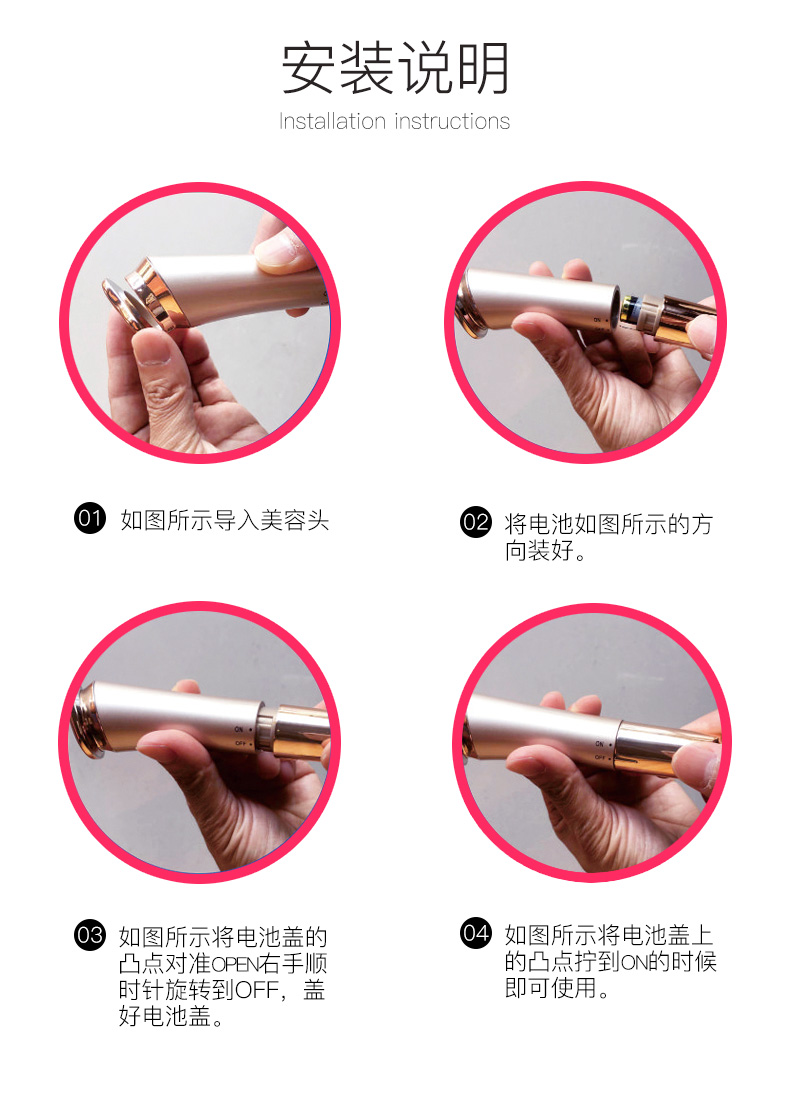 安装说明
Installation instructions
01 如图所示导入美容头
02 将电池如图所示的方
向装好。
ON
03 如图所示将电池盖的
凸点对准OPEN右手顺
时针旋转到OFF，盖
好电池盖。
ON
OFF
04 如图所示将电池盖上
的凸点拧到ON的时候
即可使用。
ON
OFF